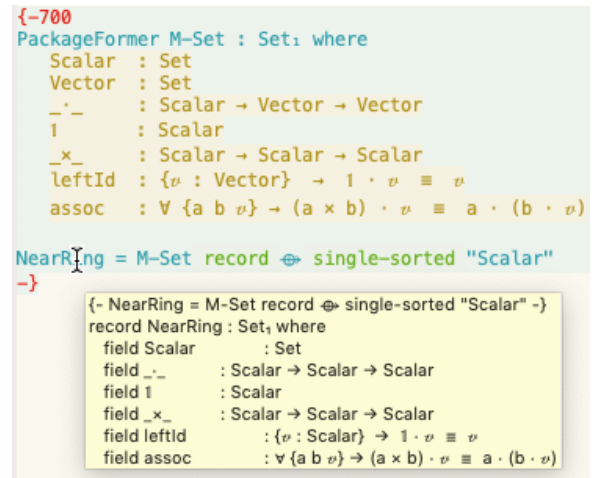 {-700
PackageFormer M-Set : Set₁ where
Scalar : Set
Vector : Set
_·_ : Scalar → Vector → Vector
𝟙 : Scalar
_×_ : Scalar → Scalar → Scalar
leftId : {𝓋 : Vector} → 𝟙 · 𝓋 ≡ 𝓋
assoc : ∀ {a b 𝓋} → (a × b) · 𝓋 ≡ a · (b · 𝓋)
NearRing = M-Set record ⟴ single-sorted "Scalar"
-}
{- NearRing = M-Set record ⟴ single-sorted "Scalar" -}
record NearRing : Set₁ where
field Scalar : Set
field _·_ : Scalar → Scalar → Scalar
field 𝟙 : Scalar
field _×_ : Scalar → Scalar → Scalar
field leftId : {𝓋 : Scalar} → 𝟙 · 𝓋 ≡ 𝓋
field assoc : ∀ {a b 𝓋} → (a × b) · 𝓋 ≡ a · (b · 𝓋)